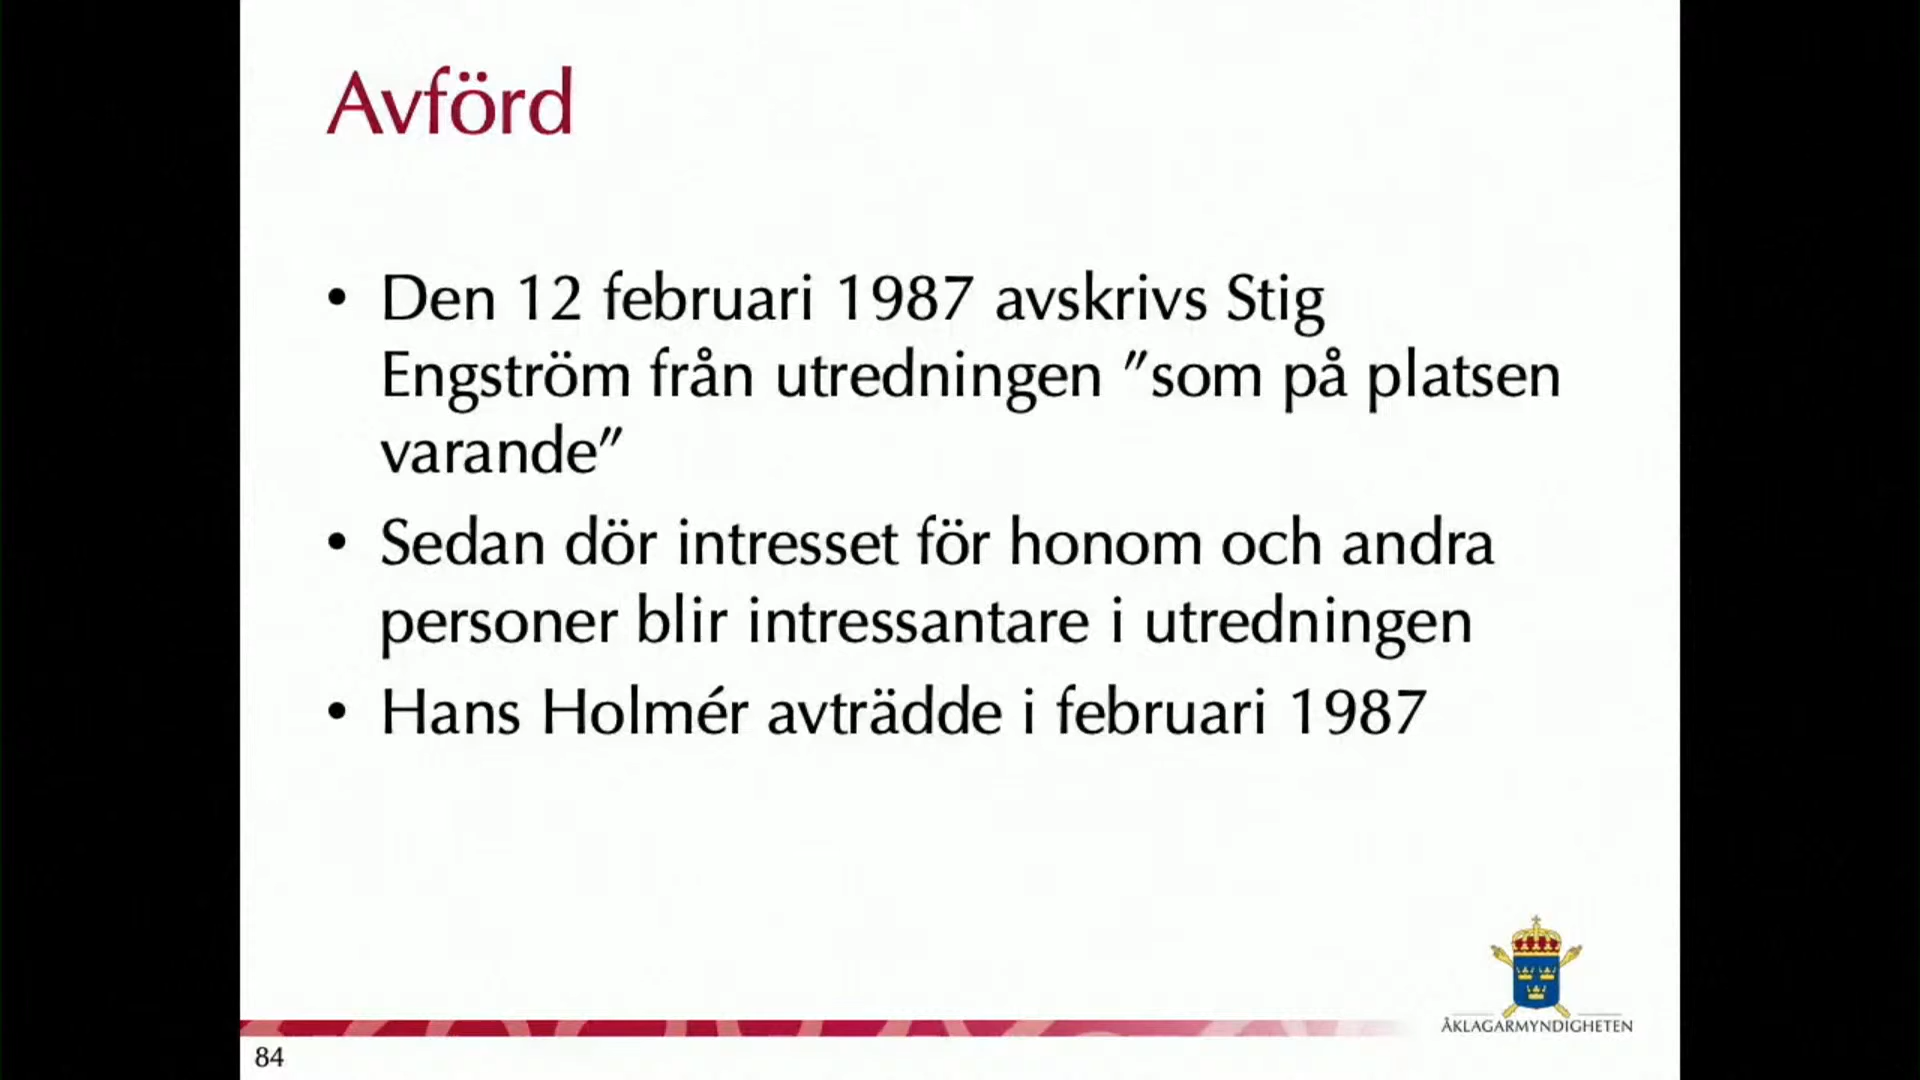 Avförd
• Den 12 februari 1987 avskrivs Stig
Engström från utredningen ”som på platsen
varande”
• Sedan dör intresset för honom och andra
personer blir intressantare i utredningen
• Hans Holmér avträdde i februari 1987
ÅKLAGARMYNDIGHETEN
84